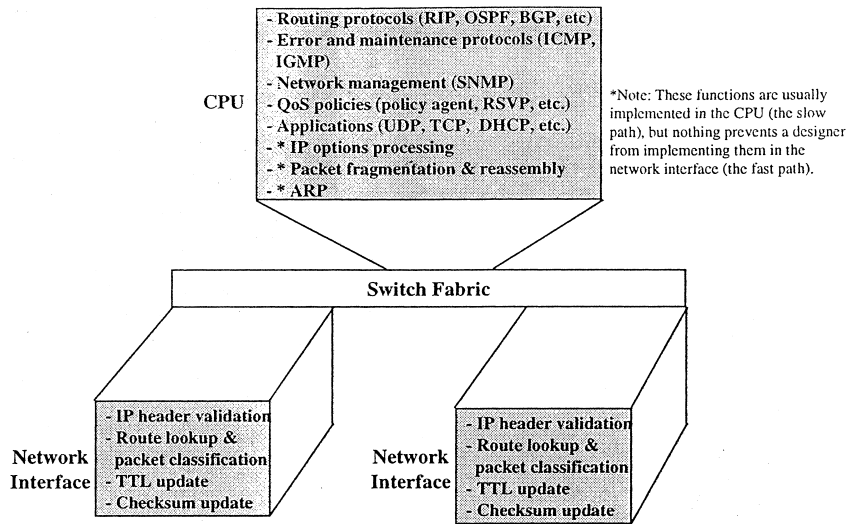 - Routing protocols (RIP, OSPF, BGP, etc)
- Error and maintenance protocols (ICMP,
IGMP)
- Network management (SNMP)
- QoS policies (policy agent, RSVP, etc.)
- Applications (UDP, TCP, DHCP, etc.)
- * IP options processing
- * Packet fragmentation & reassembly
- * ARP
CPU
*Note: These functions are usually
implemented in the CPU (the slow
path), but nothing prevents a designer
from implementing them in the
network interface (the fast path).
Switch Fabric
- IP header validation
- Route lookup &
packet classification
- TTL update
- Checksum update
Network
Interface
- IP header validation
- Route lookup &
packet classification
- TTL update
- Checksum update
Network
Interface